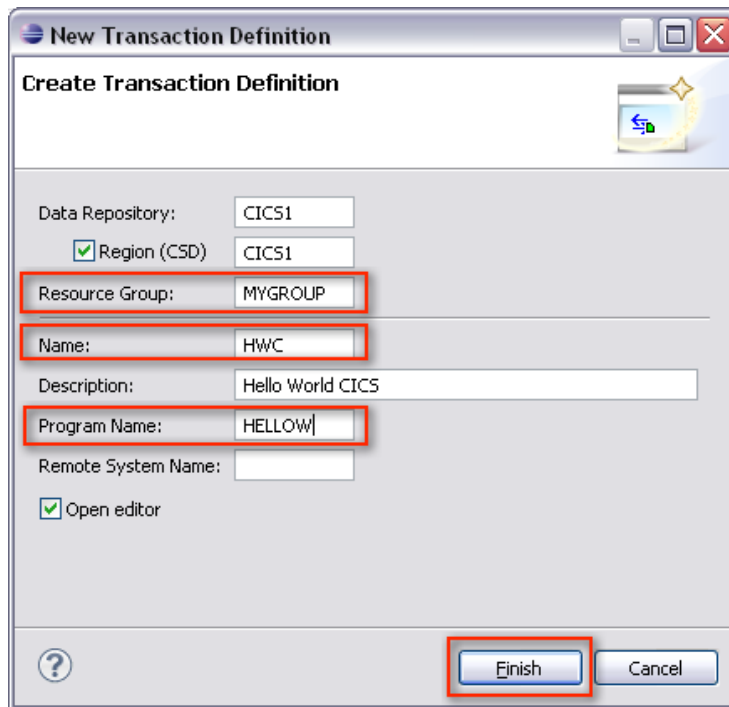 New Transaction Definition
Create Transaction Definition
Data Repository: CICS1
Region (CSD) CICS1
Resource Group: MYGROUP
Name: HWC
Description: Hello World CICS
Program Name: HELLOW
Remote System Name:
Open editor
? Finish Cancel